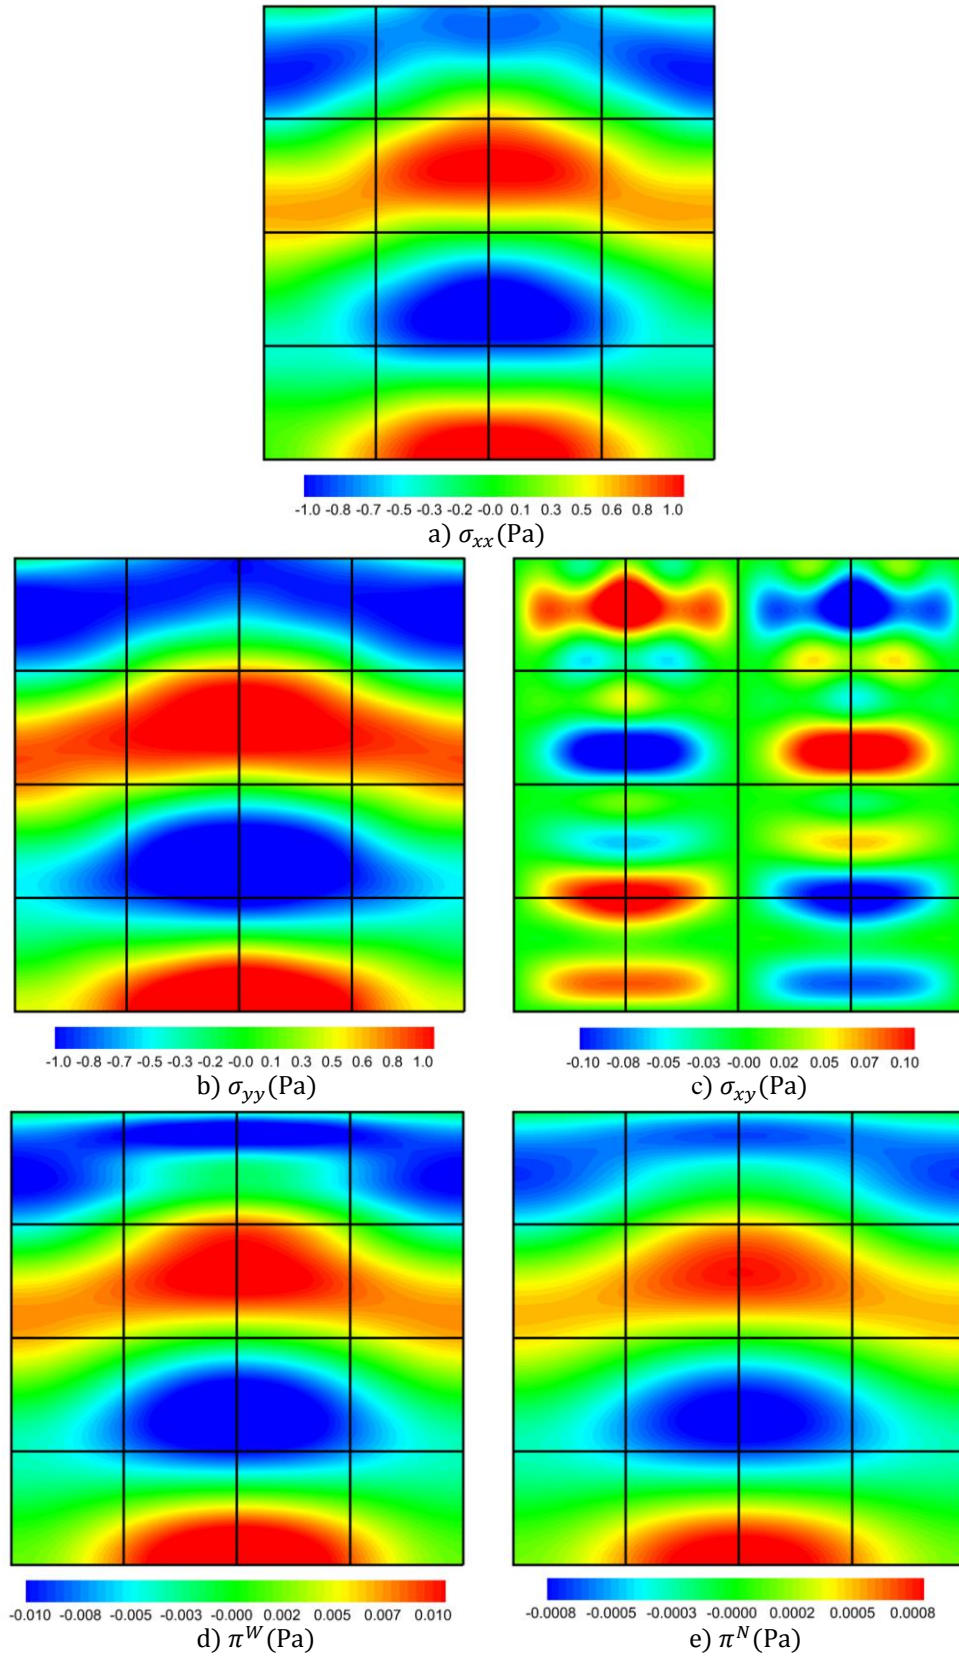 -1.0 -0.8 -0.7 -0.5 -0.3 -0.2 -0.0 0.1 0.3 0.5 0.6 0.8 1.0
a) σxx(Pa)
-1.0 -0.8 -0.7 -0.5 -0.3 -0.2 -0.0 0.1 0.3 0.5 0.6 0.8 1.0
-0.10 -0.08 -0.05 -0.03 -0.00 0.02 0.05 0.07 0.10
b) σyy(Pa)
c) σxy(Pa)
-0.010 -0.008 -0.005 -0.003 -0.000 0.002 0.005 0.007 0.010
-0.0008 -0.0005 -0.0003 -0.0000 0.0002 0.0005 0.0008
d) π^W(Pa)
e) π^N(Pa)